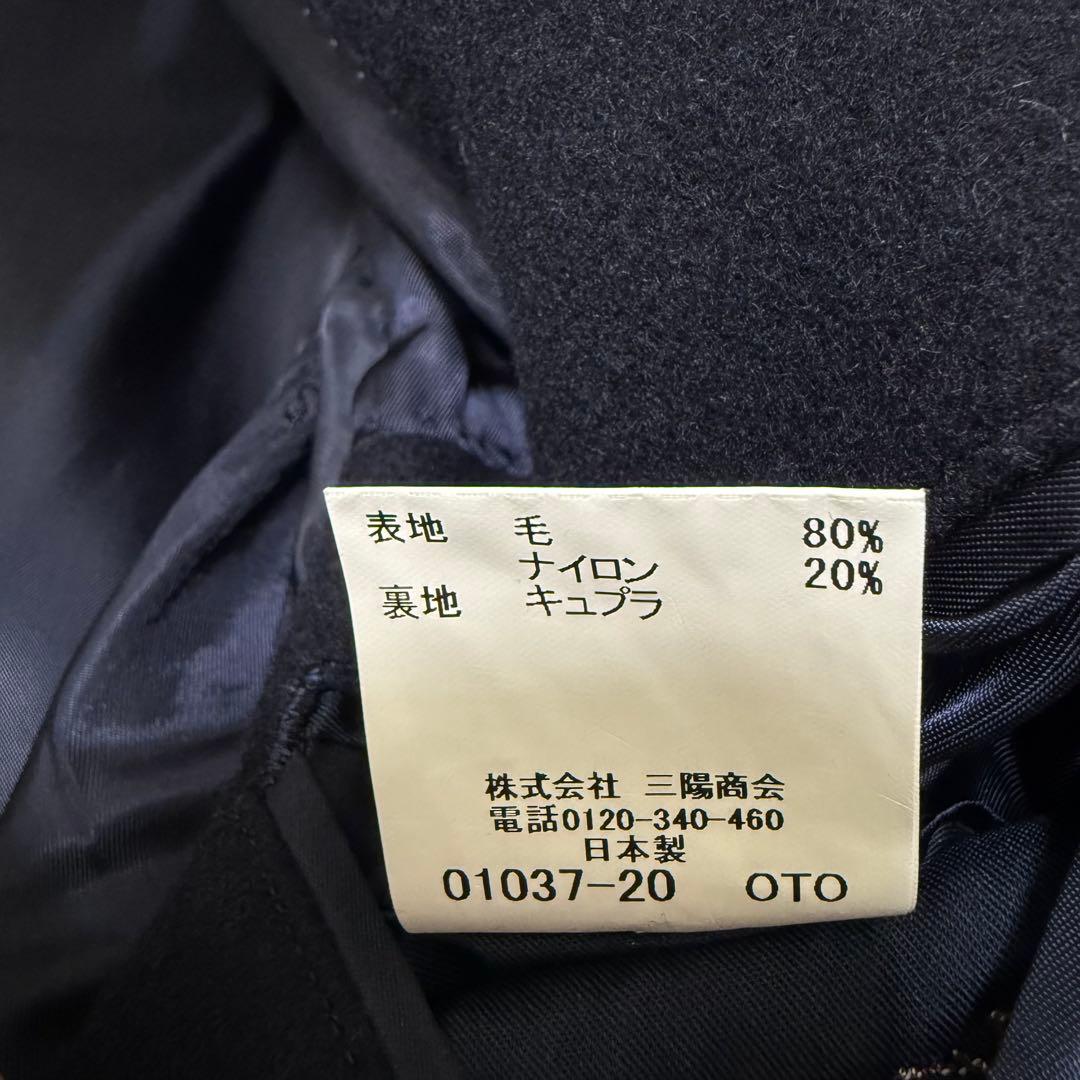 表地 毛 80%
ナイロン 20%
裏地 キュプラ
株式会社 三陽商会
電話0120-340-460
日本製
01037-20 OTO